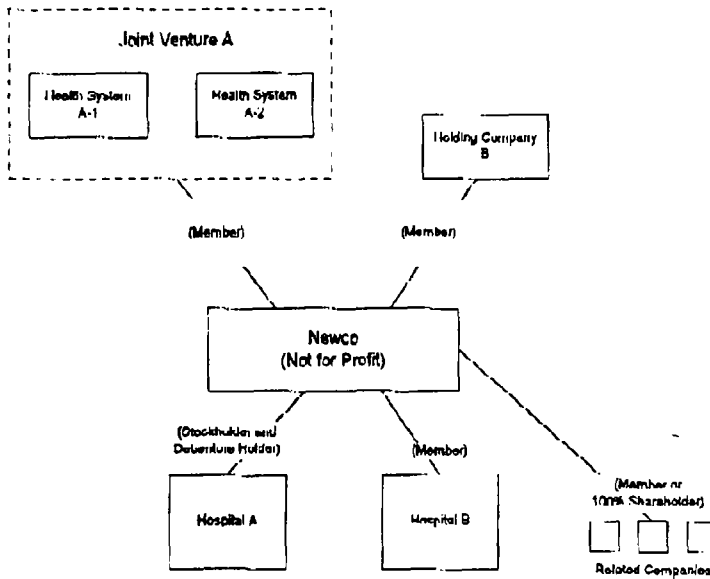 Joint Venture A
Health System
A-1
Health System
A-2
Holding Company
B
(Member)
(Member)
Newco
(Not for Profit)
(Stockholder and
Debenture Holder)
(Member)
(Member or
100% Shareholder)
Hospital A
Hospital B
Related Companies